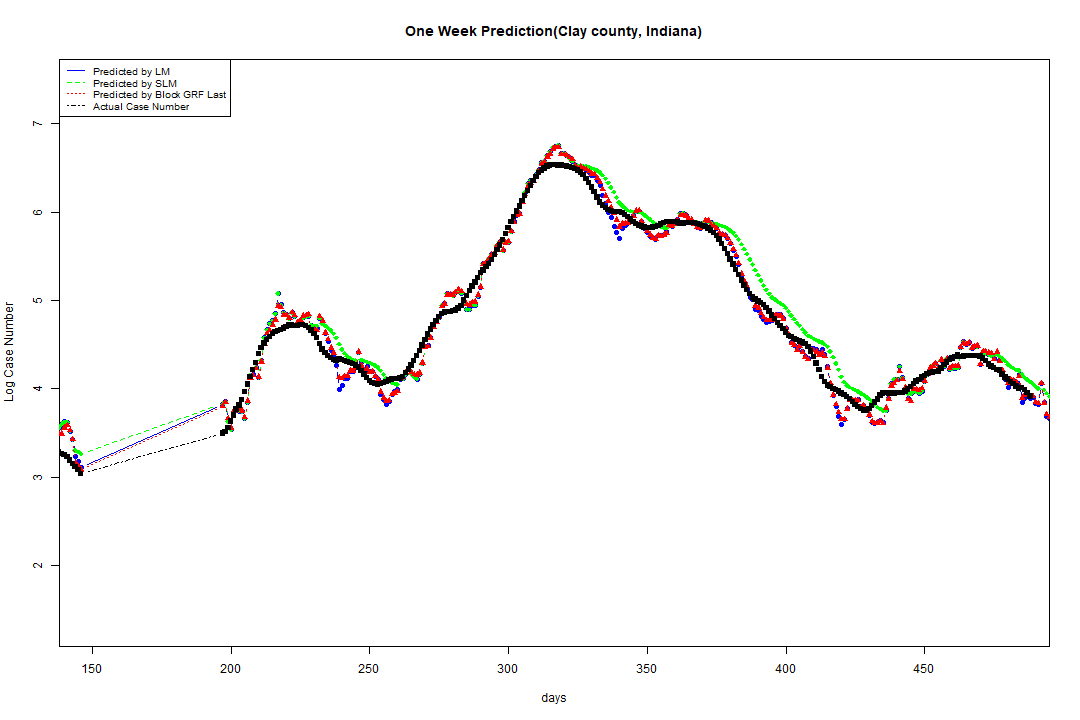 One Week Prediction(Clay county, Indiana)
Predicted by LM
Predicted by SLM
Predicted by Block GRF Last
Actual Case Number
Log Case Number
7
6
5
4
3
2
150 200 250 300 350 400 450
days